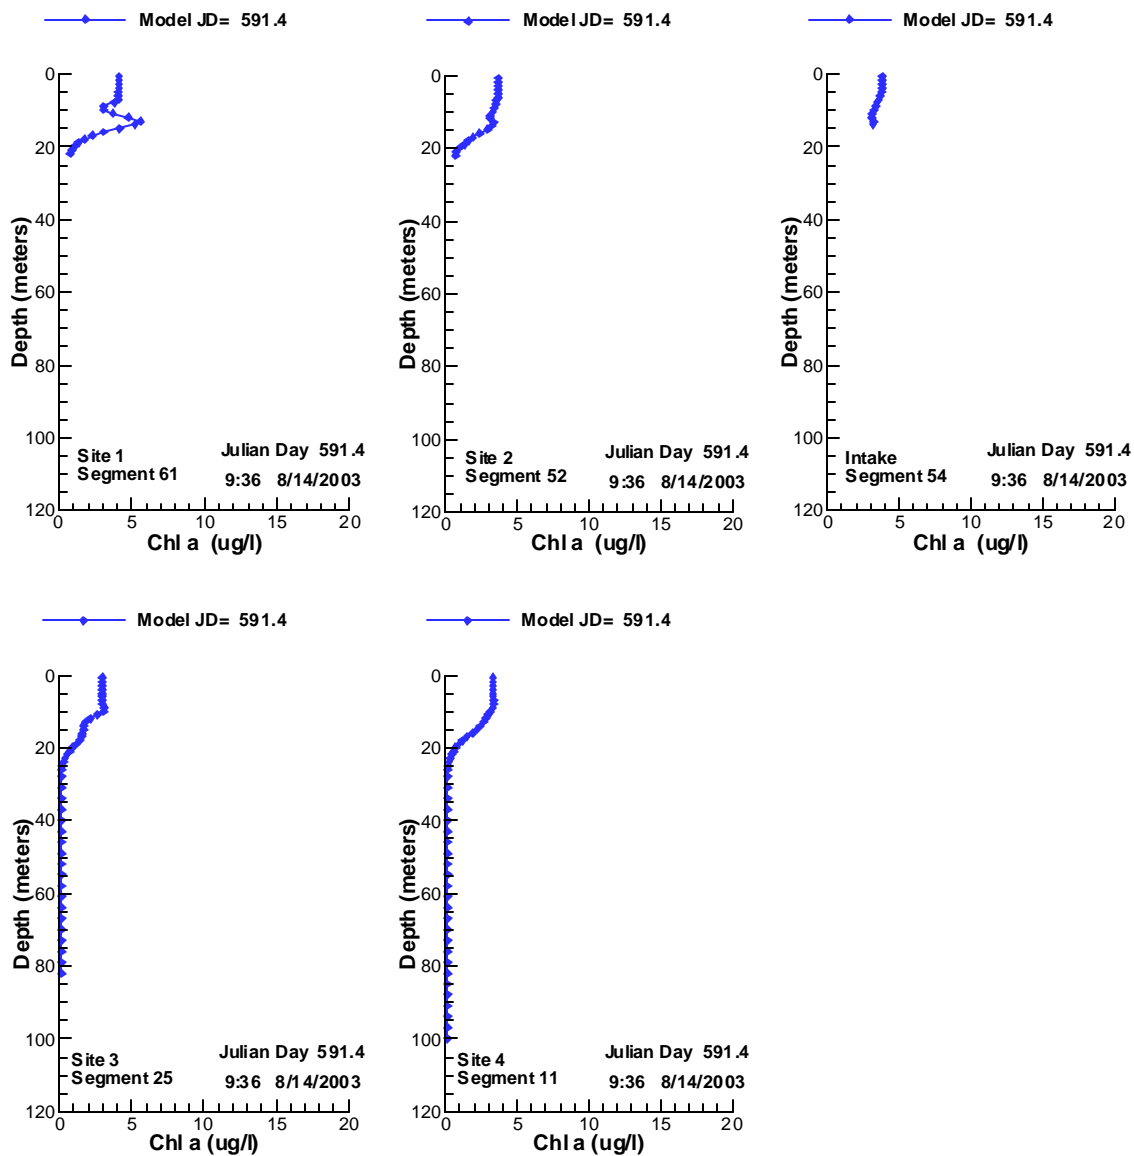 Model JD= 591.4
0
20
40
60
80
100
120
Depth (meters)
Site 1
Segment 61
Julian Day 591.4
9:36 8/14/2003
0 5 10 15 20
Chl a (ug/l)
Model JD= 591.4
0
20
40
60
80
100
120
Depth (meters)
Site 2
Segment 52
Julian Day 591.4
9:36 8/14/2003
0 5 10 15 20
Chl a (ug/l)
Model JD= 591.4
0
20
40
60
80
100
120
Depth (meters)
Intake
Segment 54
Julian Day 591.4
9:36 8/14/2003
0 5 10 15 20
Chl a (ug/l)
Model JD= 591.4
0
20
40
60
80
100
120
Depth (meters)
Site 3
Segment 25
Julian Day 591.4
9:36 8/14/2003
0 5 10 15 20
Chl a (ug/l)
Model JD= 591.4
0
20
40
60
80
100
120
Depth (meters)
Site 4
Segment 11
Julian Day 591.4
9:36 8/14/2003
0 5 10 15 20
Chl a (ug/l)